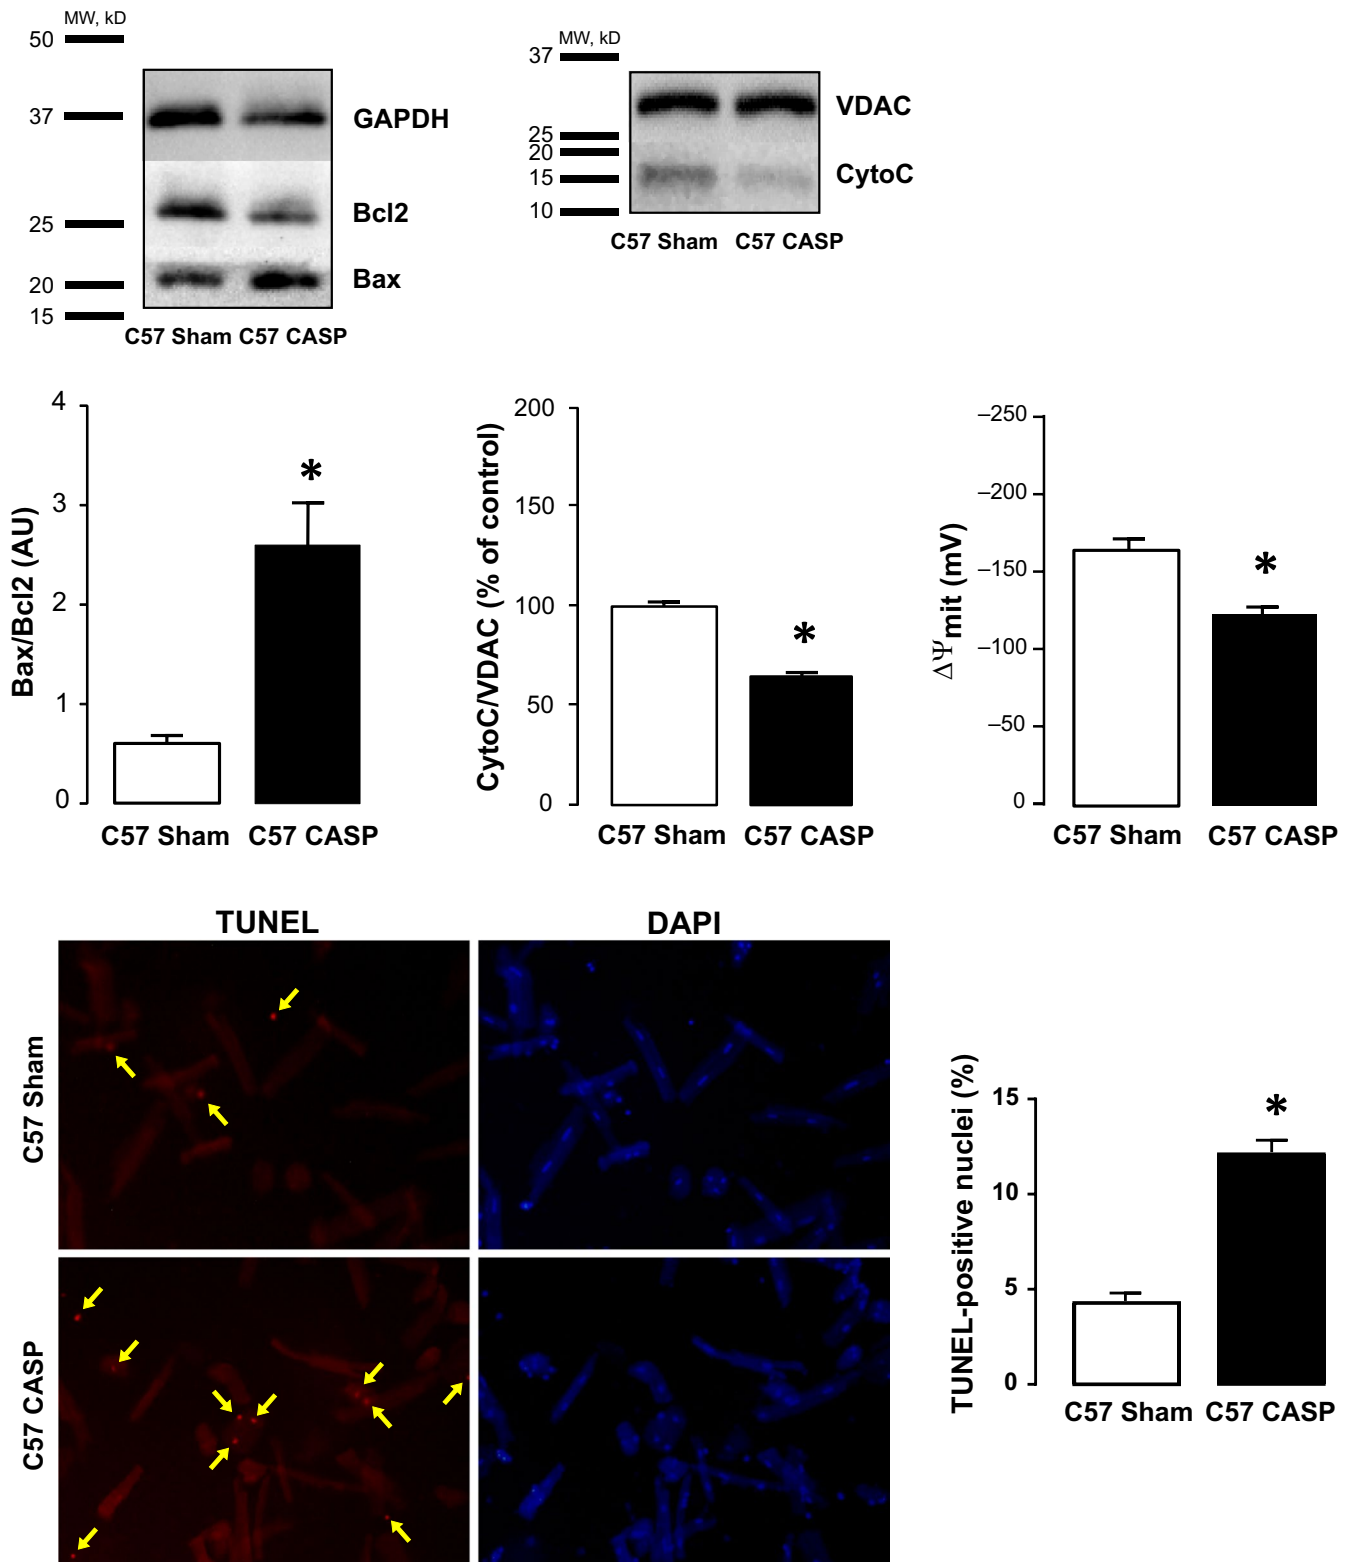 MW, kD
50
37
25
20
15
GAPDH
Bcl2
Bax
C57 Sham C57 CASP
MW, kD
37
25
20
15
10
VDAC
CytoC
C57 Sham C57 CASP
Bax/Bcl2 (AU)
4
3
2
1
0
*
C57 Sham C57 CASP
CytoC/VDAC (% of control)
200
150
100
50
0
*
C57 Sham C57 CASP
ΔΨmit (mV)
–250
–200
–150
–100
–50
0
*
C57 Sham C57 CASP
TUNEL DAPI
C57 Sham
C57 CASP
TUNEL-positive nuclei (%)
15
10
5
0
*
C57 Sham C57 CASP